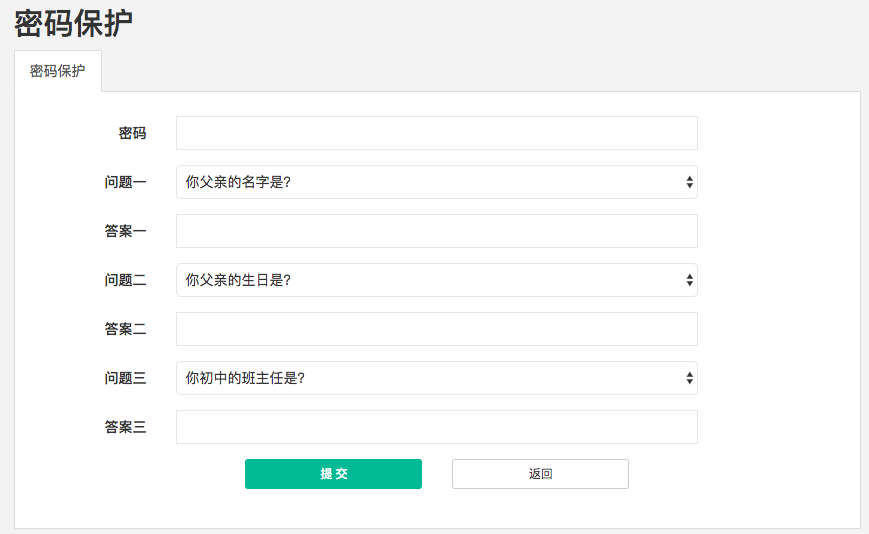 密码保护
密码保护
密码
问题一 你父亲的名字是?
答案一
问题二 你父亲的生日是?
答案二
问题三 你初中的班主任是?
答案三
提 交 返回